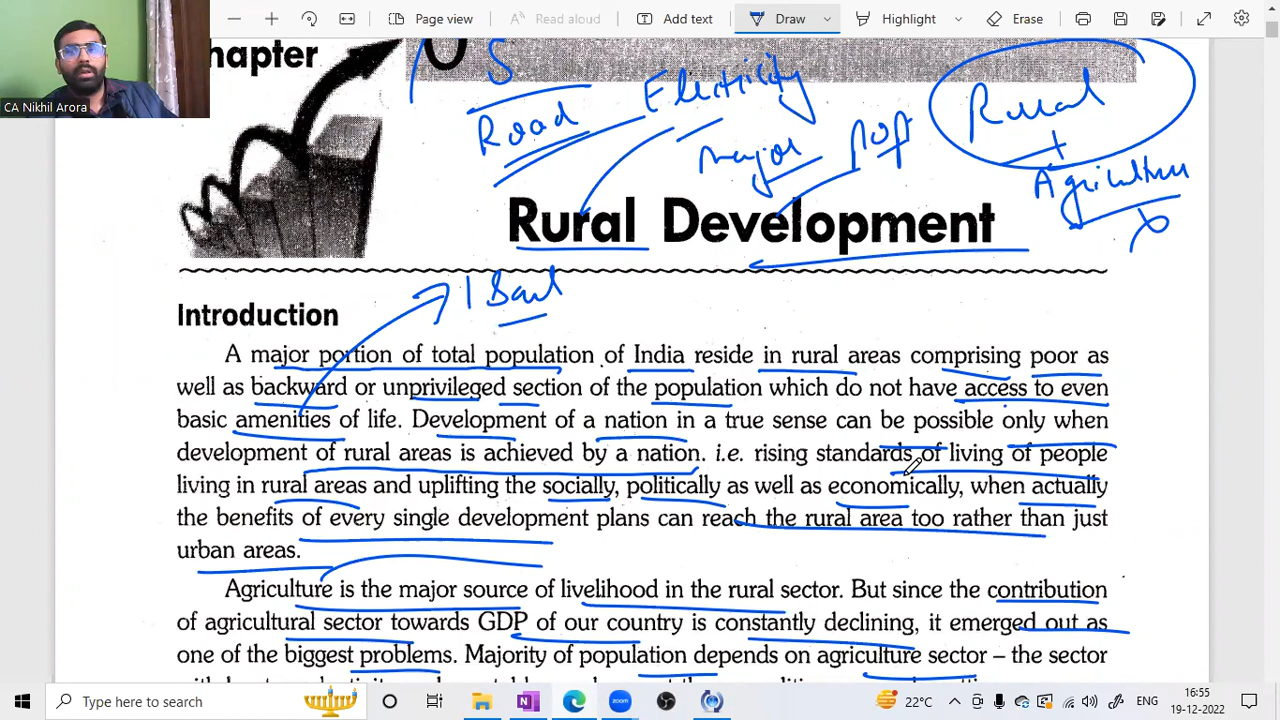 Page view
Read aloud
Add text
Draw
Highlight
Erase
hapter
CA Nikhil Arora
S
Road
Electricity
Major
Rural
+
Agriculture
Rural Development
Introduction
A major portion of total population of India reside in rural areas comprising poor as
well as backward or unprivileged section of the population which do not have access to even
basic amenities of life. Development of a nation in a true sense can be possible only when
development of rural areas is achieved by a nation. i.e. rising standards of living of people
living in rural areas and uplifting the socially, politically as well as economically, when actually
the benefits of every single development plans can reach the rural area too rather than just
urban areas.
Agriculture is the major source of livelihood in the rural sector. But since the contribution
of agricultural sector towards GDP of our country is constantly declining, it emerged out as
one of the biggest problems. Majority of population depends on agriculture sector – the sector
Type here to search
zoom
22°C
ENG
16:55
19-12-2022